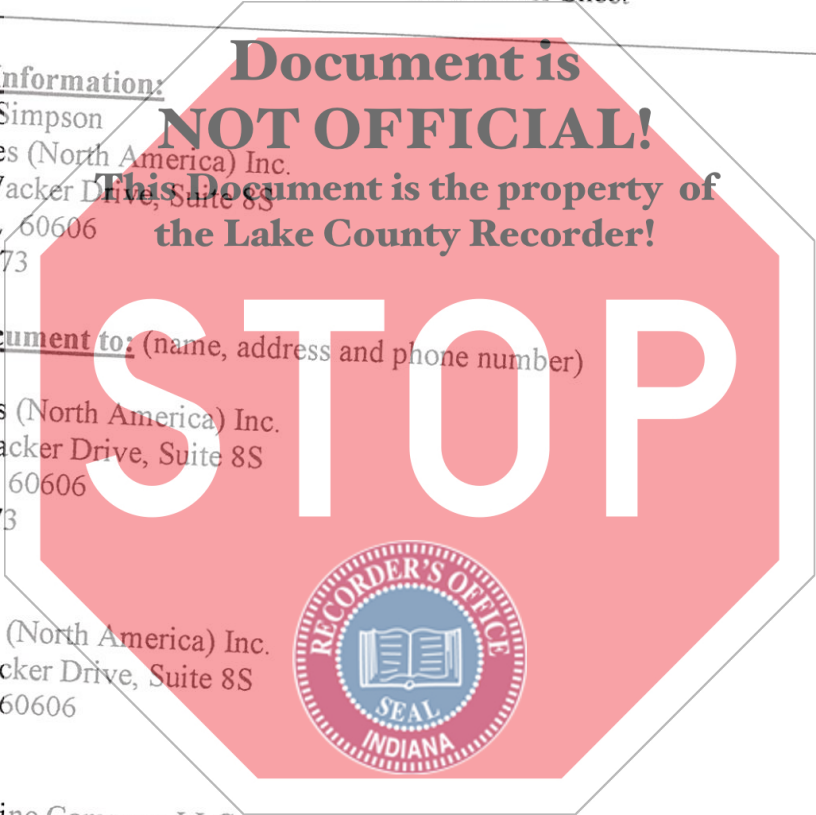 Document is
nformation:
NOT OFFICIAL!
Simpson
es (North America) Inc.
This Document is the property of
acker Drive, Suite 8S
60606
the Lake County Recorder!
73
STOP
cument to: (name, address and phone number)
s (North America) Inc.
acker Drive, Suite 8S
60606
73
RECORDER'S OFFICE
(North America) Inc.
cker Drive, Suite 8S
60606
SEAL
INDIANA